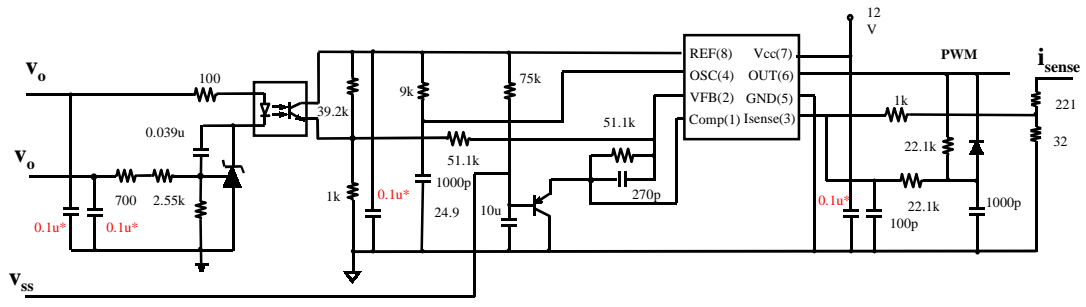 12
V
REF(8) Vcc(7)
OSC(4) OUT(6)
VFB(2) GND(5)
Comp(1) Isense(3)
PWM
i_sense
v_o
100
39.2k
9k
75k
51.1k
1k
221
32
0.039u
51.1k
22.1k
v_o
700
2.55k
1k
0.1u*
1000p
24.9
10u
270p
0.1u*
22.1k
100p
1000p
0.1u*
0.1u*
v_ss